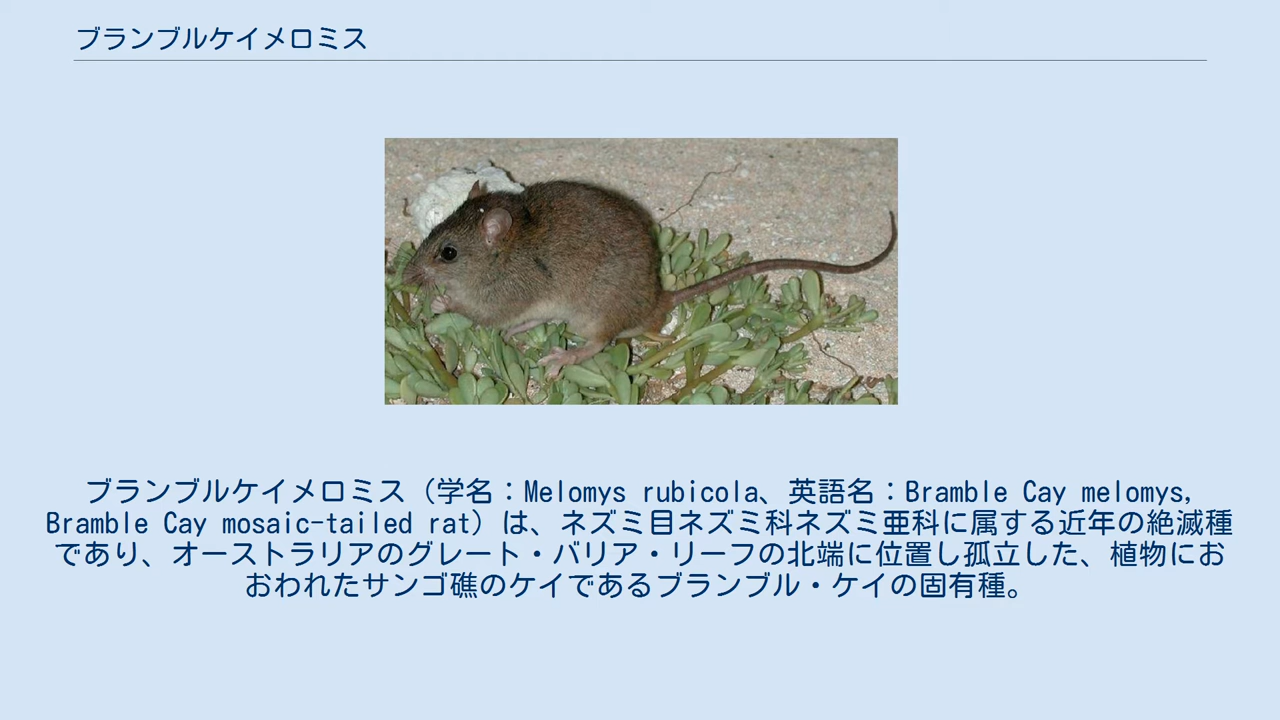 ブランブルケイメロミス
ブランブルケイメロミス（学名：Melomys rubicola、英語名：Bramble Cay melomys,
Bramble Cay mosaic-tailed rat）は、ネズミ目ネズミ科ネズミ亜科に属する近年の絶滅種
であり、オーストラリアのグレート・バリア・リーフの北端に位置し孤立した、植物にお
おわれたサンゴ礁のケイであるブランブル・ケイの固有種。